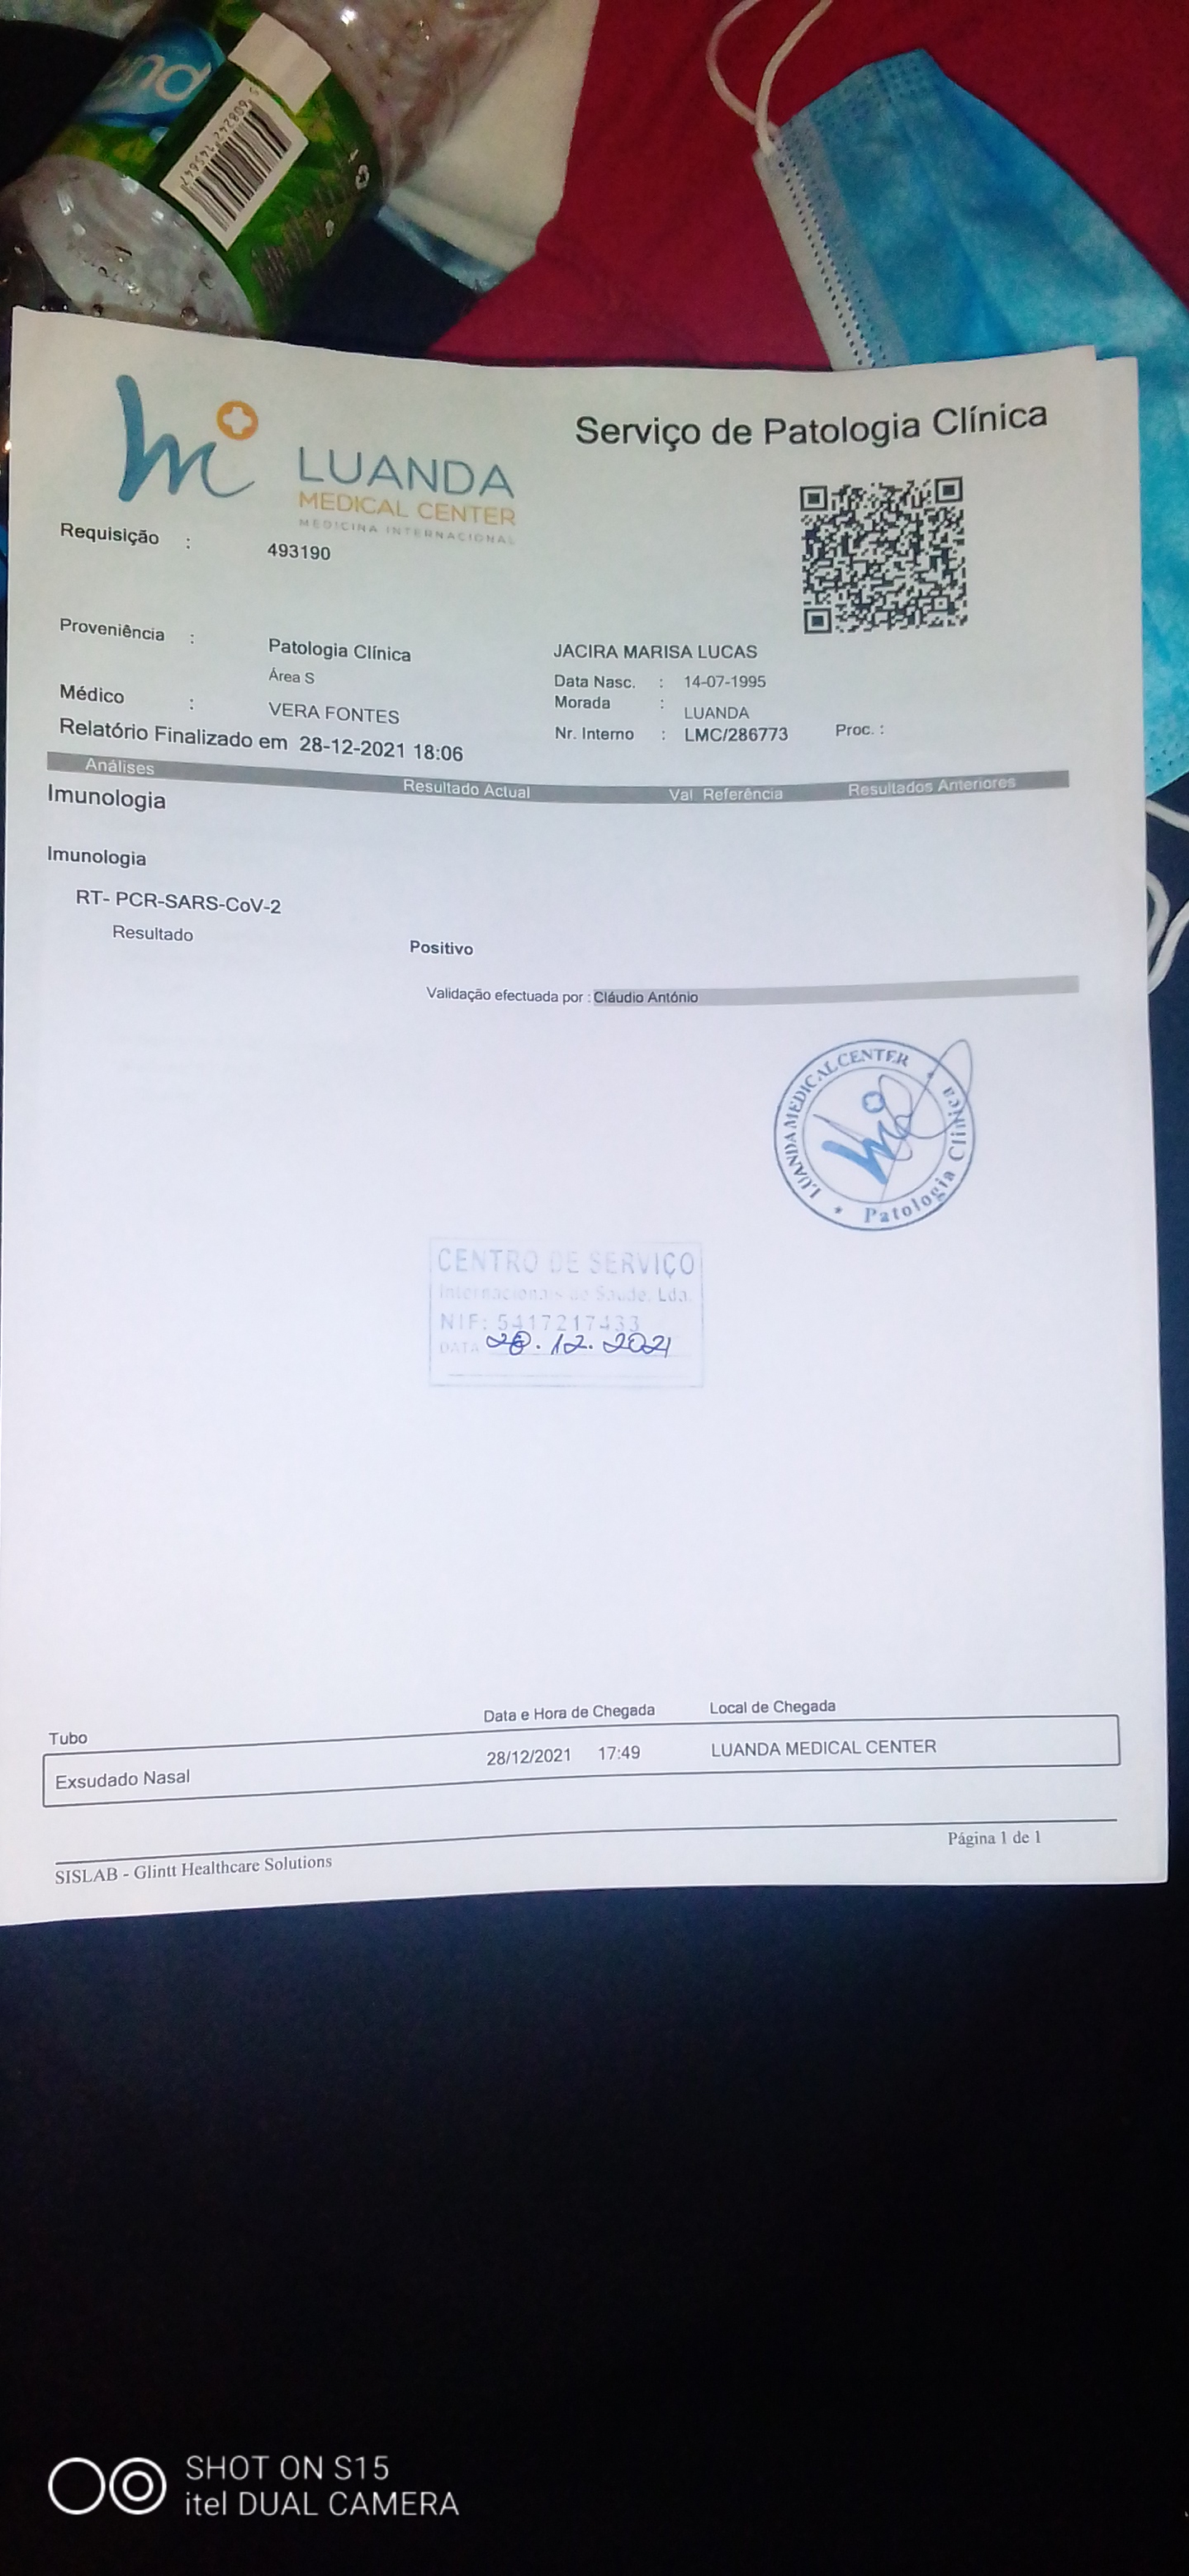 und
5608242745647
Serviço de Patologia Clínica
LUANDA
MEDICAL CENTER
MEDICINA INTERNACIONAL
Requisição : 493190
Proveniência : Patologia Clínica
Área S
Médico : VERA FONTES
Relatório Finalizado em 28-12-2021 18:06
JACIRA MARISA LUCAS
Data Nasc. : 14-07-1995
Morada :
LUANDA
Nr. Interno : LMC/286773 Proc. :
Análises Resultado Actual Val Referência Resultados Anteriores
Imunologia
Imunologia
RT- PCR-SARS-CoV-2
Resultado Positivo
Validação efectuada por : Cláudio António
LUANDA MEDICAL CENTER
* Patologia Clinica *
CENTRO DE SERVIÇO
Internacionais de Saude, Lda.
NIF: 5417217433
DATA 28.12.2021
Tubo Data e Hora de Chegada Local de Chegada
Exsudado Nasal 28/12/2021 17:49 LUANDA MEDICAL CENTER
SISLAB - Glintt Healthcare Solutions Página 1 de 1
SHOT ON S15
itel DUAL CAMERA